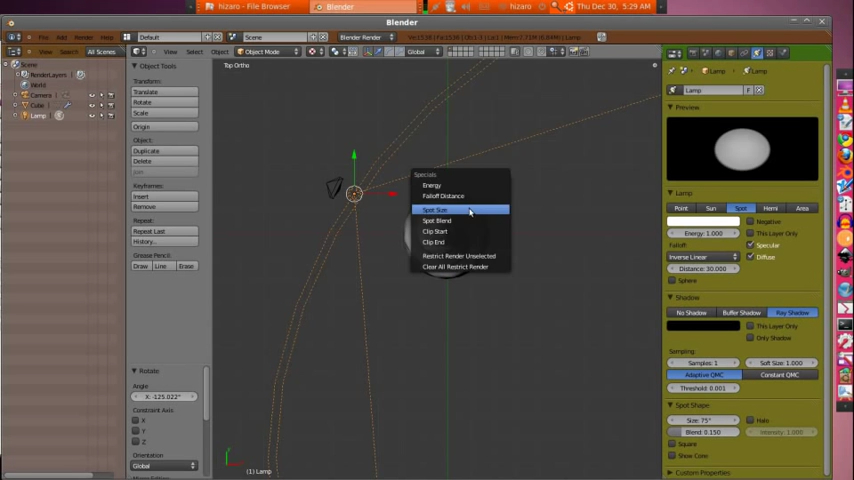 hizaro - File Browser
Blender
hizaro
Thu Dec 30, 5:29 AM
Blender
File Add Render Help
Default
Scene
Blender Render
View Search All Scenes
View Select Object
Object Mode
Global
Scene
RenderLayers
World
Camera
Cube
Lamp
Object Tools
Transform:
Translate
Rotate
Scale
Origin
Object:
Duplicate
Delete
Join
Keyframes:
Insert
Remove
Repeat:
Repeat Last
History...
Grease Pencil:
Draw Line Erase
Rotate
Angle
X: -125.022°
Constraint Axis
X
Y
Z
Orientation
Global
Top Ortho
(1) Lamp
Specials
Energy
Falloff Distance
Spot Size
Spot Blend
Clip Start
Clip End
Restrict Render Unselected
Clear All Restrict Render
Lamp Lamp
Lamp F
Preview
Lamp
Point Sun Spot Hemi Area
Negative
Energy: 1.000 This Layer Only
Falloff: Specular
Inverse Linear Diffuse
Distance: 30.000
Sphere
Shadow
No Shadow Buffer Shadow Ray Shadow
This Layer Only
Only Shadow
Sampling:
Samples: 1 Soft Size: 1.000
Adaptive QMC Constant QMC
Threshold: 0.001
Spot Shape
Size: 75° Halo
Blend: 0.150 Intensity: 1.000
Square
Show Cone
Custom Properties